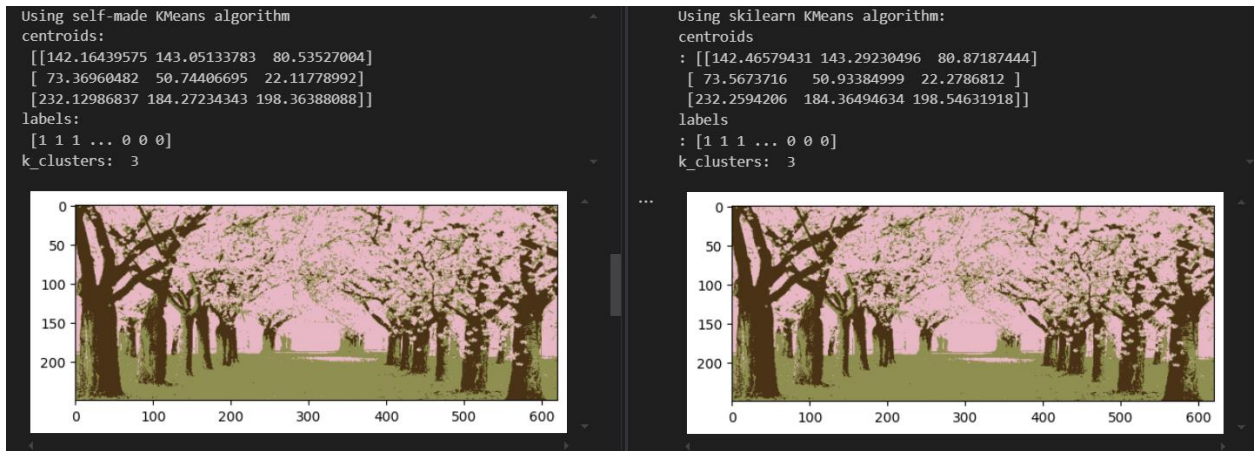 Using self-made KMeans algorithm
centroids:
[[142.16439575 143.05133783  80.53527004]
[ 73.36960482  50.74406695  22.11778992]
[232.12986837 184.27234343 198.36388088]]
labels:
[1 1 1 ... 0 0 0]
k_clusters:  3
0
50
100
150
200
0 100 200 300 400 500 600
Using skilearn KMeans algorithm:
centroids
: [[142.46579431 143.29230496  80.87187444]
[ 73.5673716   50.93384999  22.2786812 ]
[232.2594206  184.36494634 198.54631918]]
labels
: [1 1 1 ... 0 0 0]
k_clusters:  3
...
0
50
100
150
200
0 100 200 300 400 500 600